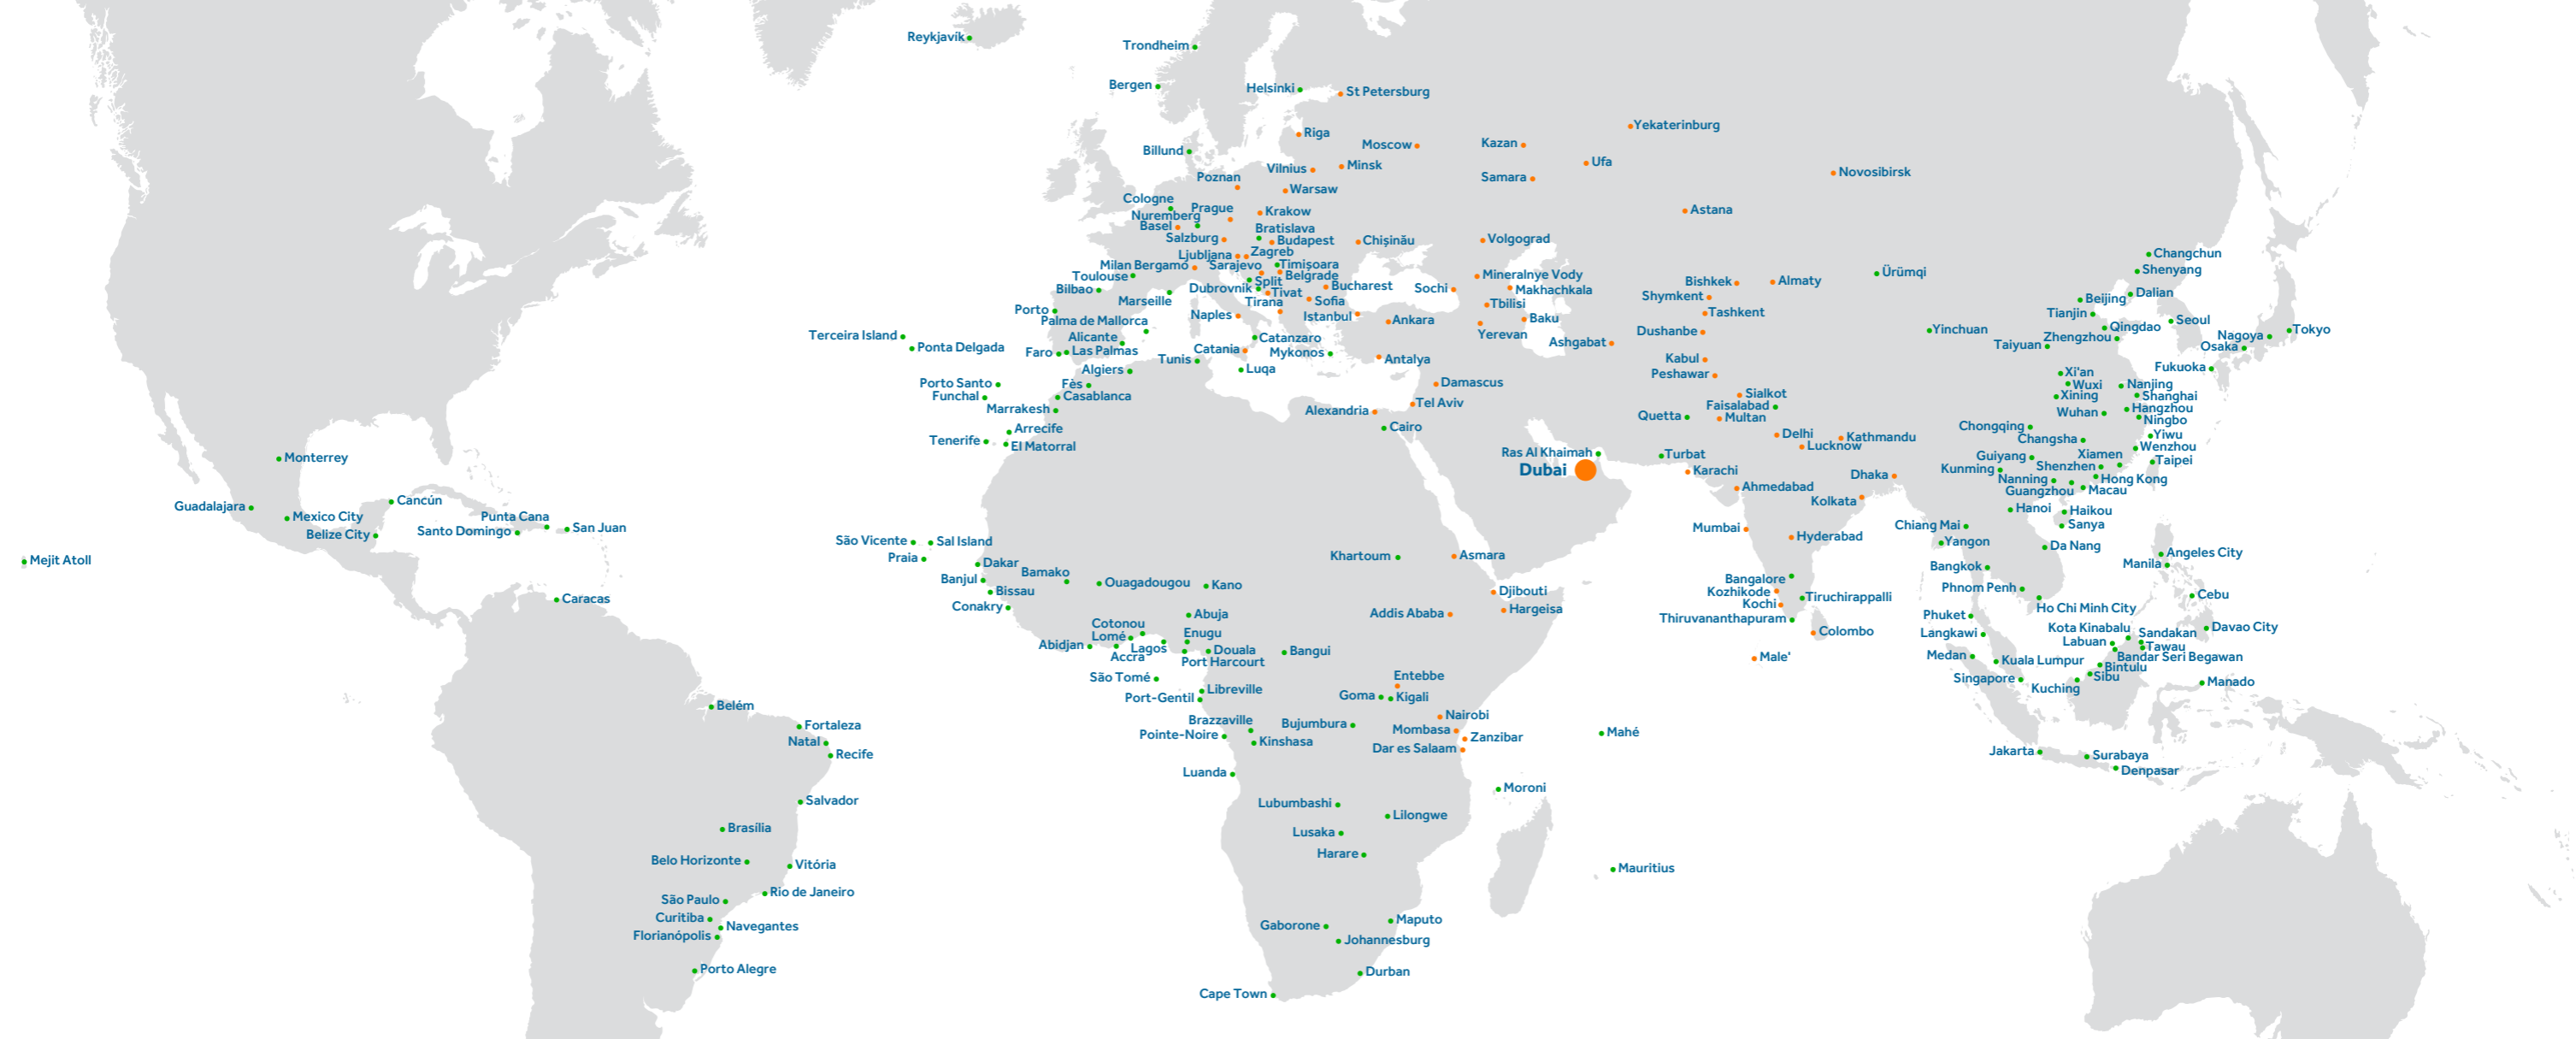 Reykjavík
Trondheim
Bergen
Helsinki
St Petersburg
Riga
Moscow
Kazan
Yekaterinburg
Billund
Vilnius
Minsk
Ufa
Poznan
Warsaw
Samara
Novosibirsk
Cologne
Prague
Krakow
Astana
Nuremberg
Basel
Bratislava
Salzburg
Budapest
Chișinău
Volgograd
Ljubljana
Zagreb
Milan Bergamo
Sarajevo
Timișoara
Toulouse
Belgrade
Mineralnye Vody
Bishkek
Almaty
Ürümqi
Changchun
Shenyang
Bilbao
Dubrovnik
Split
Tivat
Bucharest
Sochi
Makhachkala
Shymkent
Marseille
Tirana
Sofia
Tbilisi
Beijing
Dalian
Porto
Naples
Istanbul
Ankara
Baku
Tashkent
Tianjin
Palma de Mallorca
Yerevan
Dushanbe
Yinchuan
Zhengzhou
Qingdao
Seoul
Nagoya
Tokyo
Terceira Island
Ponta Delgada
Alicante
Catanzaro
Ashgabat
Taiyuan
Osaka
Faro
Las Palmas
Tunis
Catania
Mykonos
Antalya
Kabul
Algiers
Luqa
Peshawar
Fukuoka
Porto Santo
Fès
Damascus
Xi'an
Wuxi
Nanjing
Funchal
Casablanca
Sialkot
Xining
Shanghai
Marrakesh
Alexandria
Tel Aviv
Faisalabad
Hangzhou
Quetta
Multan
Wuhan
Ningbo
Arrecife
Cairo
Chongqing
Tenerife
El Matorral
Delhi
Kathmandu
Changsha
Yiwu
Lucknow
Wenzhou
Monterrey
Ras Al Khaimah
Turbat
Guiyang
Xiamen
Taipei
Dubai
Karachi
Kunming
Shenzhen
Dhaka
Nanning
Hong Kong
Ahmedabad
Guangzhou
Macau
Cancún
Kolkata
Guadalajara
Hanoi
Haikou
Mexico City
Punta Cana
Sanya
Belize City
Santo Domingo
San Juan
Mumbai
Chiang Mai
Hyderabad
São Vicente
Sal Island
Yangon
Da Nang
Mejit Atoll
Praia
Khartoum
Asmara
Angeles City
Dakar
Manila
Banjul
Bamako
Ouagadougou
Kano
Bangkok
Bissau
Djibouti
Bangalore
Phnom Penh
Caracas
Conakry
Hargeisa
Kozhikode
Tiruchirappalli
Cebu
Abuja
Addis Ababa
Kochi
Ho Chi Minh City
Thiruvananthapuram
Phuket
Cotonou
Enugu
Colombo
Langkawi
Kota Kinabalu
Sandakan
Davao City
Lomé
Abidjan
Lagos
Douala
Labuan
Tawau
Accra
Port Harcourt
Bangui
Male'
Medan
Kuala Lumpur
Bandar Seri Begawan
Bintulu
São Tomé
Entebbe
Singapore
Sibu
Kuching
Manado
Port-Gentil
Libreville
Goma
Kigali
Belém
Brazzaville
Bujumbura
Nairobi
Fortaleza
Pointe-Noire
Kinshasa
Mombasa
Zanzibar
Mahé
Natal
Dar es Salaam
Recife
Jakarta
Surabaya
Luanda
Denpasar
Moroni
Salvador
Lubumbashi
Lilongwe
Brasília
Lusaka
Belo Horizonte
Vitória
Harare
Mauritius
São Paulo
Rio de Janeiro
Curitiba
Navegantes
Maputo
Florianópolis
Gaborone
Johannesburg
Porto Alegre
Durban
Cape Town